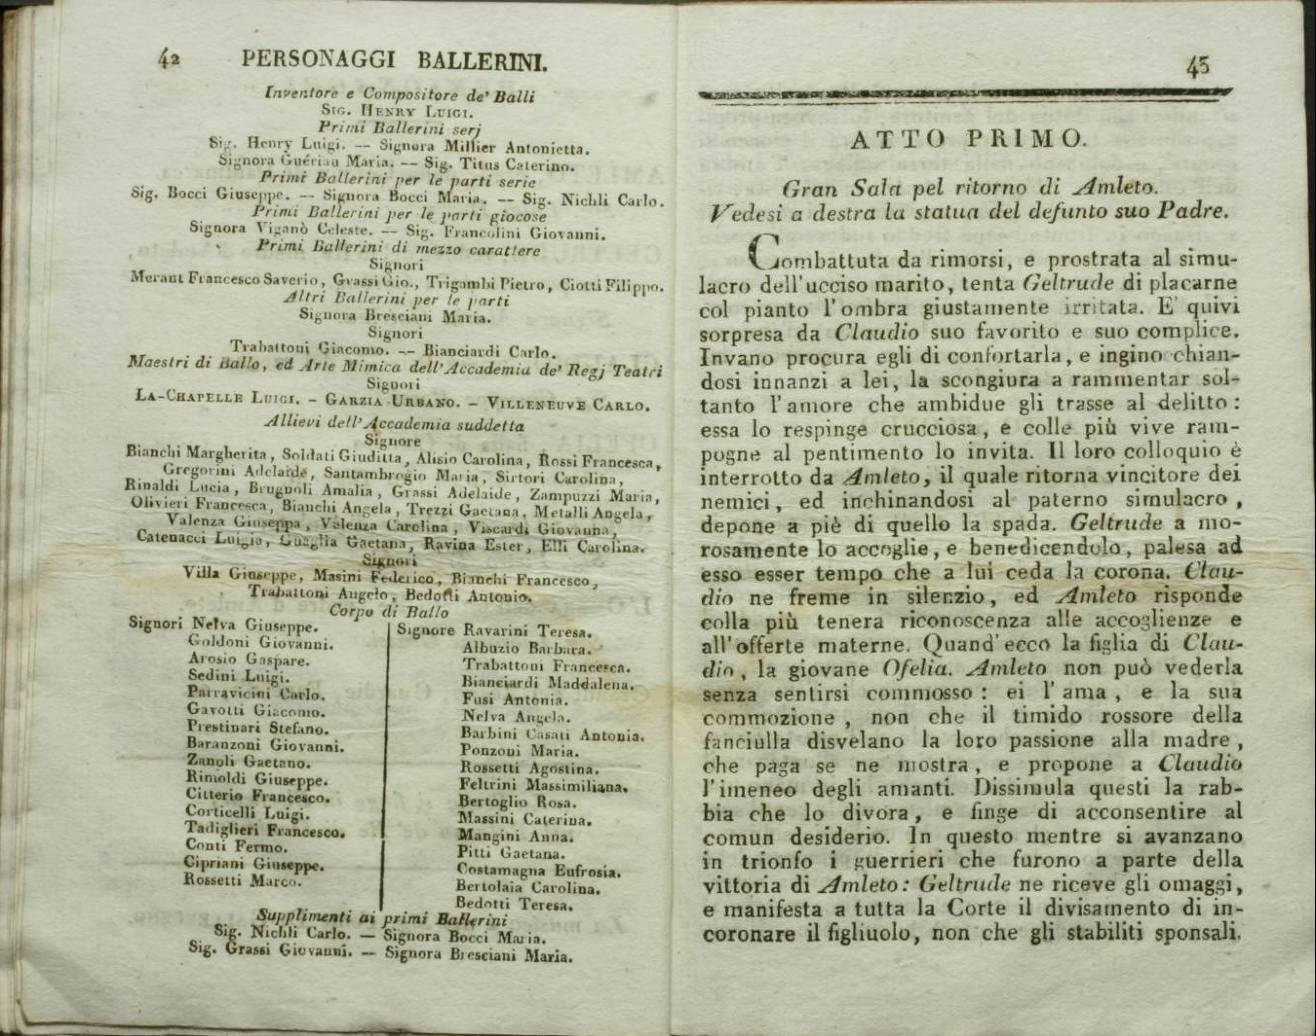 42 PERSONAGGI BALLERINI.
Inventore e Compositore de' Balli
SIG. HENRY LUIGI.
Primi Ballerini serj
Sig. Henry Luigi. — Signora Millier Antonietta.
Signora Guériau Maria. — Sig. Titus Caterino.
Primi Ballerini per le parti serie
Sig. Bocci Giuseppe. — Signora Bocci Maria. — Sig. Nichli Carlo.
Primi Ballerini per le parti giocose
Signora Viganò Celeste. — Sig. Francolini Giovanni.
Primi Ballerini di mezzo carattere
Signori
Merant Francesco Saverio, Grassi Gio., Trigambi Pietro, Ciotti Filippo.
Altri Ballerini per le parti
Signora Bresciani Maria.
Signori
Trabattoni Giacomo. — Bianciardi Carlo.
Maestri di Ballo, ed Arte Mimica dell'Accademia de' Regj Teatri
Signori
LA-CHAPELLE LUIGI. - GARZIA URBANO. - VILLENEUVE CARLO.
Allievi dell'Accademia suddetta
Signore
Bianchi Margherita, Soldati Giuditta, Alisio Carolina, Rossi Francesca,
Gregorini Adelaide, Santambrogio Maria, Sirtori Carolina,
Rinaldi Lucia, Brugnoli Amalia, Grassi Adelaide, Zampuzzi Maria,
Olivieri Francesca, Bianchi Angela, Trezzi Gaetana, Metalli Angela,
Valenza Giuseppa, Valenza Carolina, Viscardi Giovanna,
Catenacci Luigia, Guaglia Gaetana, Ravina Ester, Elli Carolina.
Signori
Villa Giuseppe, Masini Federico, Bianchi Francesco,
Trabattoni Angelo, Bedotti Antonio.
Corpo di Ballo
Signori Nelva Giuseppe.
Goldoni Giovanni.
Arosio Gaspare.
Sedini Luigi.
Parravicini Carlo.
Gavotti Giacomo.
Prestinari Stefano.
Baranzoni Giovanni.
Zanoli Gaetano.
Rimoldi Giuseppe.
Citterio Francesco.
Corticelli Luigi.
Tadiglieri Francesco.
Conti Fermo.
Cipriani Giuseppe.
Rossetti Marco.
Signore Ravarini Teresa.
Albuzio Barbara.
Trabattoni Francesca.
Bianciardi Maddalena.
Fusi Antonia.
Nelva Angela.
Barbini Casati Antonia.
Ponzoni Maria.
Rossetti Agostina.
Feltrini Massimiliana.
Bertoglio Rosa.
Massini Caterina.
Mangini Anna.
Pitti Gaetana.
Costamagna Eufrosia.
Bertolaia Carolina.
Bedotti Teresa.
Supplimenti ai primi Ballerini
Sig. Nichli Carlo. — Signora Bocci Maria.
Sig. Grassi Giovanni. — Signora Bresciani Maria.
43
ATTO PRIMO.
Gran Sala pel ritorno di Amleto.
Vedesi a destra la statua del defunto suo Padre.
Combattuta da rimorsi, e prostrata al simu-
lacro dell'ucciso marito, tenta Geltrude di placarne
col pianto l'ombra giustamente irritata. E' quivi
sorpresa da Claudio suo favorito e suo complice.
Invano procura egli di confortarla, e inginocchian-
dosi innanzi a lei, la scongiura a rammentar sol-
tanto l'amore che ambidue gli trasse al delitto:
essa lo respinge crucciosa, e colle più vive ram-
pogne al pentimento lo invita. Il loro colloquio è
interrotto da Amleto, il quale ritorna vincitore dei
nemici, ed inchinandosi al paterno simulacro,
depone a piè di quello la spada. Geltrude a mo-
rosamente lo accoglie, e benedicendolo, palesa ad
esso esser tempo che a lui ceda la corona. Clau-
dio ne freme in silenzio, ed Amleto risponde
colla più tenera riconoscenza alle accoglienze e
all'offerte materne. Quand'ecco la figlia di Clau-
dio, la giovane Ofelia. Amleto non può vederla
senza sentirsi commosso: ei l'ama, e la sua
commozione, non che il timido rossore della
fanciulla disvelano la loro passione alla madre,
che paga se ne mostra, e propone a Claudio
l'imeneo degli amanti. Dissimula questi la rab-
bia che lo divora, e finge di acconsentire al
comun desiderio. In questo mentre si avanzano
in trionfo i guerrieri che furono a parte della
vittoria di Amleto: Geltrude ne riceve gli omaggi,
e manifesta a tutta la Corte il divisamento di in-
coronare il figliuolo, non che gli stabiliti sponsali.